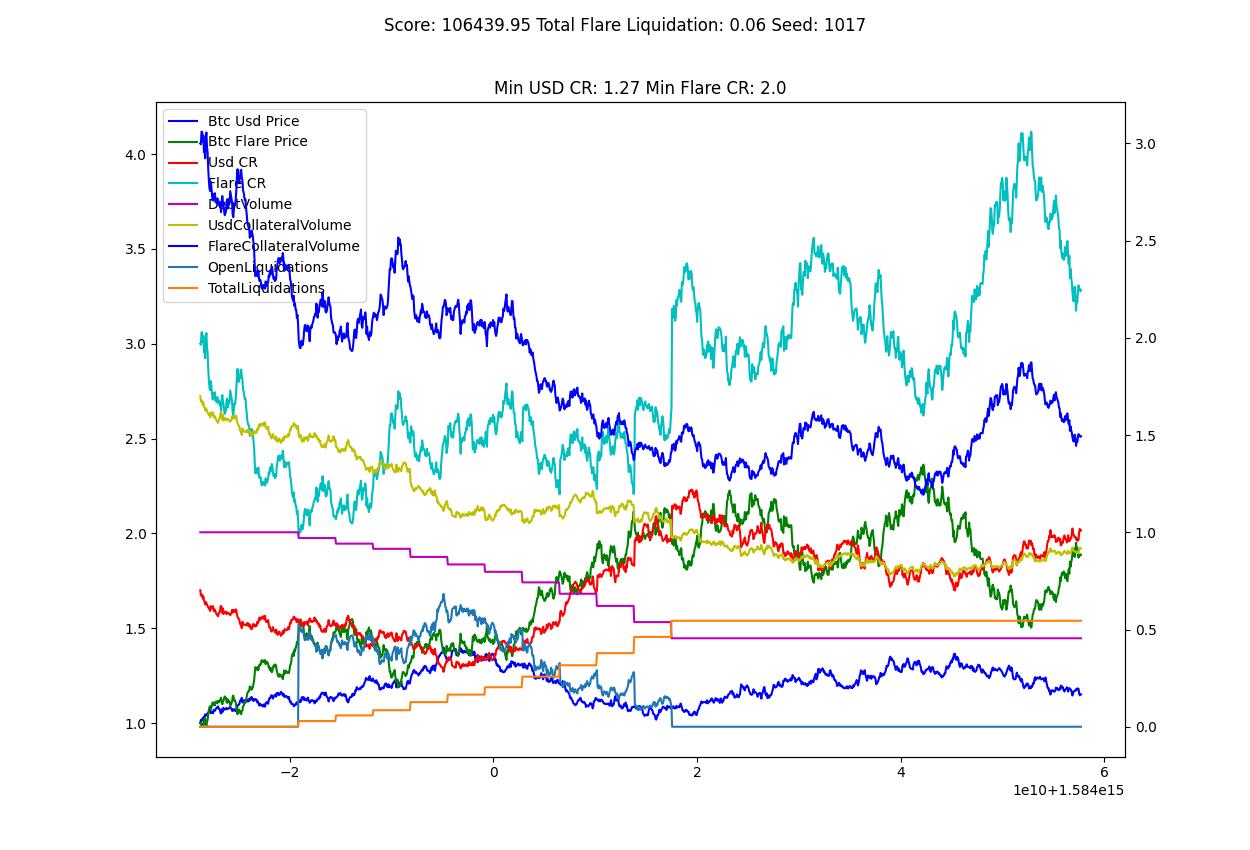 Score: 106439.95 Total Flare Liquidation: 0.06 Seed: 1017
Min USD CR: 1.27 Min Flare CR: 2.0
Btc Usd Price
Btc Flare Price
Usd CR
Flare CR
DebtVolume
UsdCollateralVolume
FlareCollateralVolume
OpenLiquidations
TotalLiquidations
4.0
3.5
3.0
2.5
2.0
1.5
1.0
3.0
2.5
2.0
1.5
1.0
0.5
0.0
−2
0
2
4
6
1e10+1.584e15